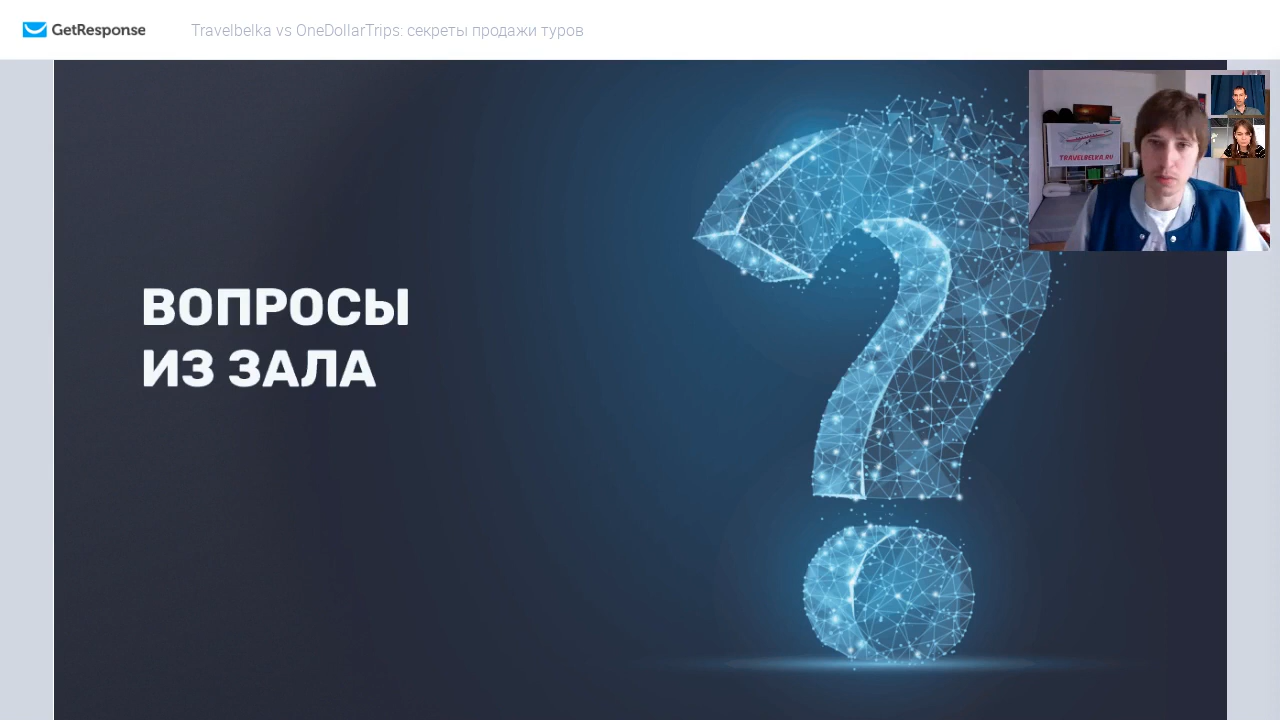 GetResponse
Travelbelka vs OneDollarTrips: секреты продажи туров
TRAVELBELKA.RU
ВОПРОСЫ
ИЗ ЗАЛА